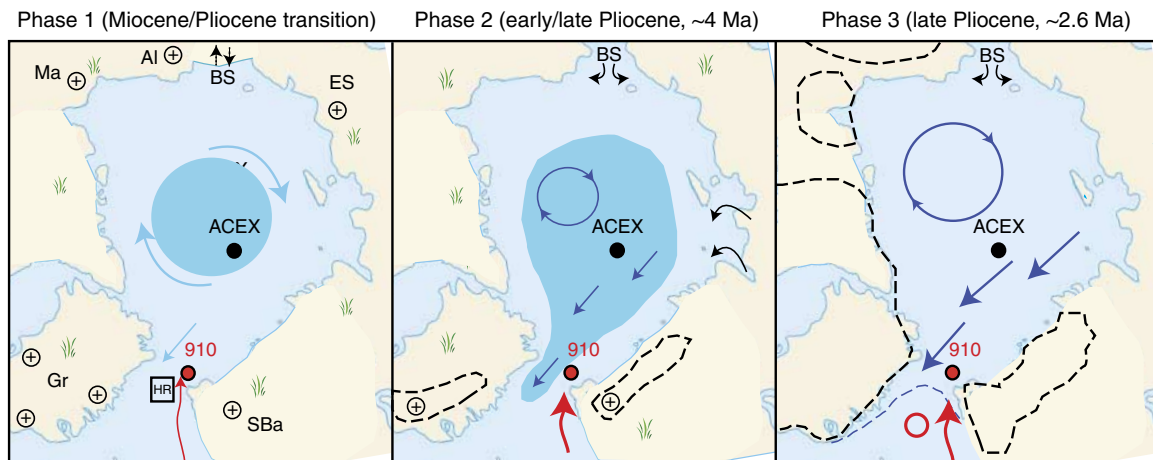 Phase 1 (Miocene/Pliocene transition)
Phase 2 (early/late Pliocene, ~4 Ma)
Phase 3 (late Pliocene, ~2.6 Ma)
Al
BS
Ma
ES
ACEX
910
Gr
HR
SBa
BS
ACEX
910
BS
ACEX
910